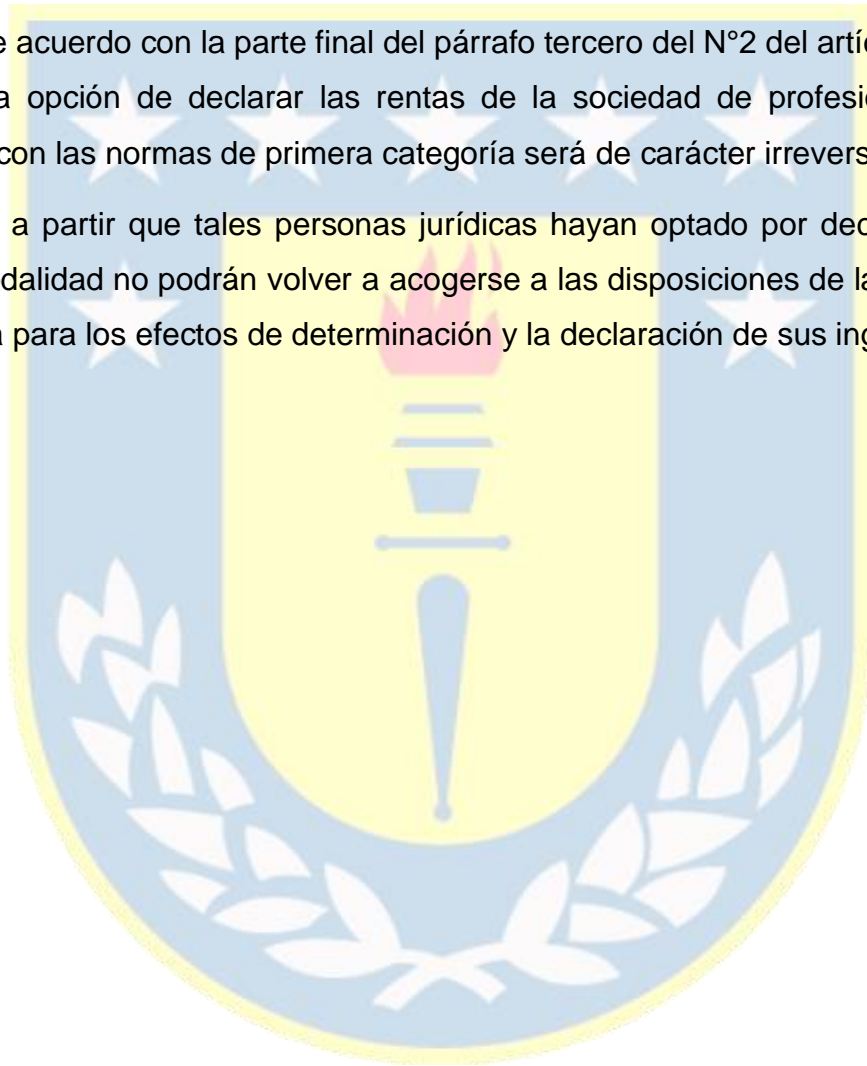 e acuerdo con la parte final del párrafo tercero del N°2 del artíc
a opción de declarar las rentas de la sociedad de profesi
con las normas de primera categoría será de carácter irrevers
a partir que tales personas jurídicas hayan optado por dec
dalidad no podrán volver a acogerse a las disposiciones de la
a para los efectos de determinación y la declaración de sus ing